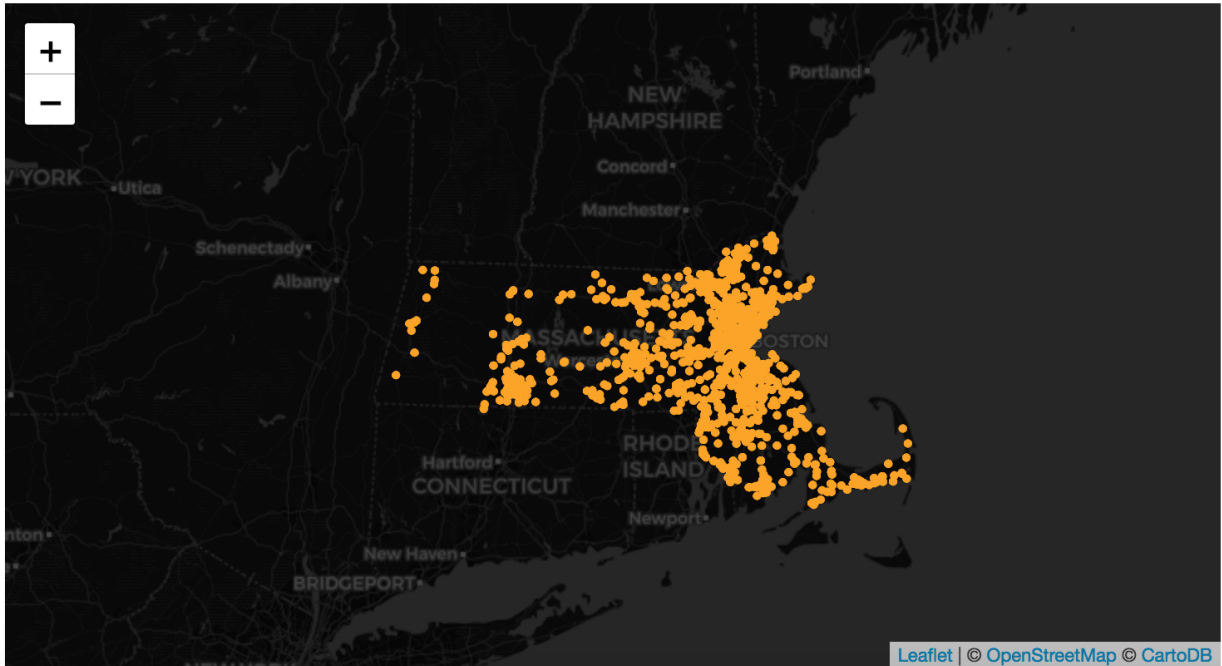 +
−
Portland
NEW
HAMPSHIRE
Concord
YORK
Utica
Manchester
Schenectady
Albany
BOSTON
RHODE
ISLAND
Hartford
CONNECTICUT
Newport
nton
New Haven
BRIDGEPORT
Leaflet | © OpenStreetMap © CartoDB